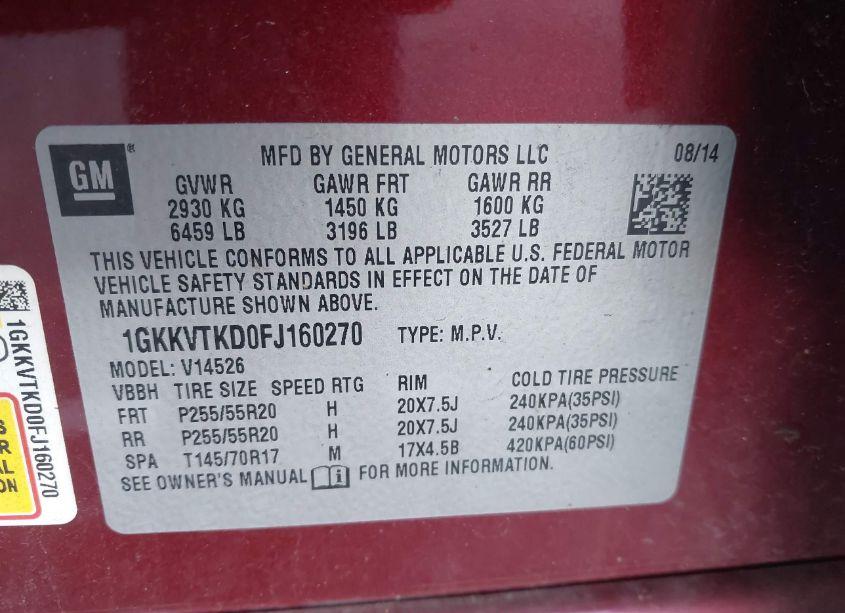 GM ®
MFD BY GENERAL MOTORS LLC 08/14
GVWR GAWR FRT GAWR RR
2930 KG 1450 KG 1600 KG
6459 LB 3196 LB 3527 LB
THIS VEHICLE CONFORMS TO ALL APPLICABLE U.S. FEDERAL MOTOR
VEHICLE SAFETY STANDARDS IN EFFECT ON THE DATE OF
MANUFACTURE SHOWN ABOVE.
1GKKVTKD0FJ160270 TYPE: M.P.V.
MODEL: V14526
VBBH TIRE SIZE SPEED RTG RIM COLD TIRE PRESSURE
FRT P255/55R20 H 20X7.5J 240KPA(35PSI)
RR P255/55R20 H 20X7.5J 240KPA(35PSI)
SPA T145/70R17 M 17X4.5B 420KPA(60PSI)
SEE OWNER'S MANUAL i FOR MORE INFORMATION.
1GKKVTKD0FJ160270